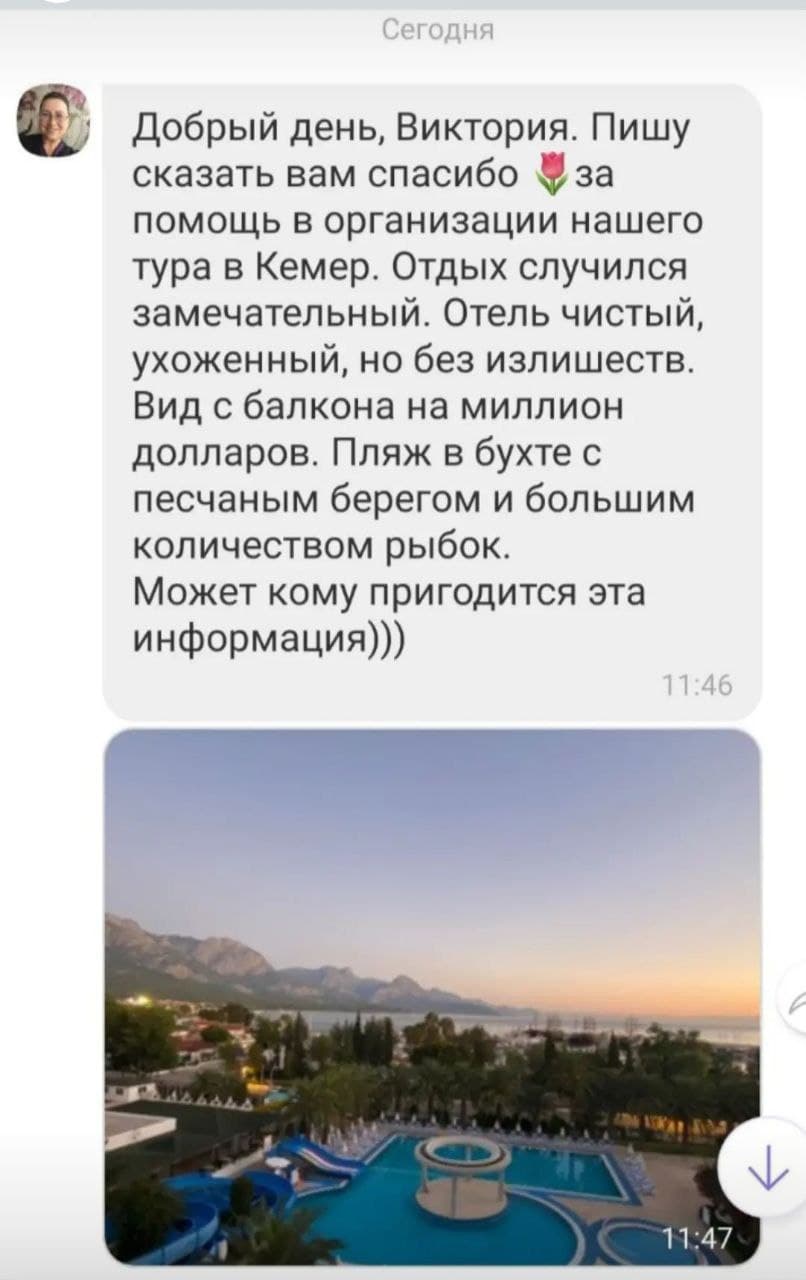 Сегодня
Добрый день, Виктория. Пишу
сказать вам спасибо 🌷за
помощь в организации нашего
тура в Кемер. Отдых случился
замечательный. Отель чистый,
ухоженный, но без излишеств.
Вид с балкона на миллион
долларов. Пляж в бухте с
песчаным берегом и большим
количеством рыбок.
Может кому пригодится эта
информация)))
11:46
11:47